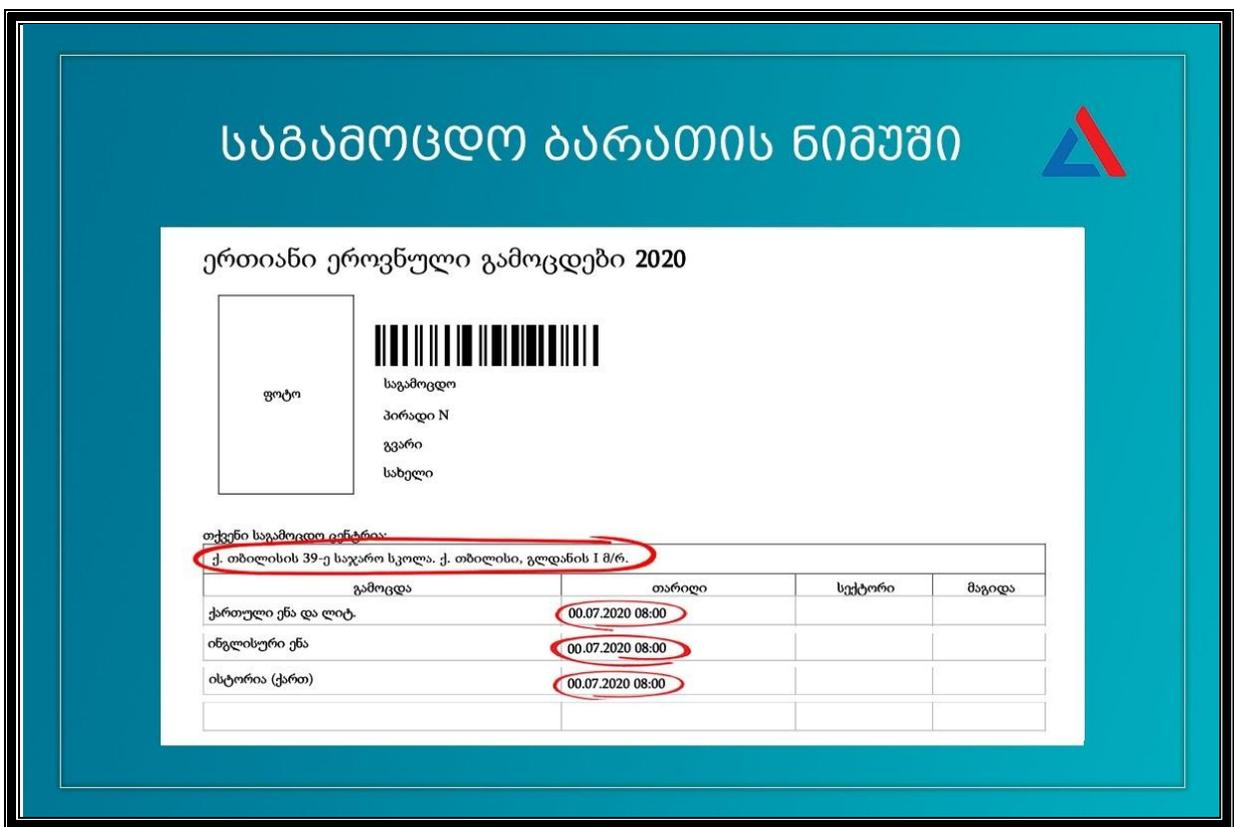 საგამოცდო ბარათის ნიმუში
ერთიანი ეროვნული გამოცდები 2020
ფოტო
საგამოცდო
პირადი N
გვარი
სახელი
თქვენი საგამოცდო ცენტრია:
ქ. თბილისის 39-ე საჯარო სკოლა. ქ. თბილისი, გლდანის I მ/რ.
გამოცდა თარიღი სექტორი მაგიდა
ქართული ენა და ლიტ. 00.07.2020 08:00
ინგლისური ენა 00.07.2020 08:00
ისტორია (ქართ) 00.07.2020 08:00